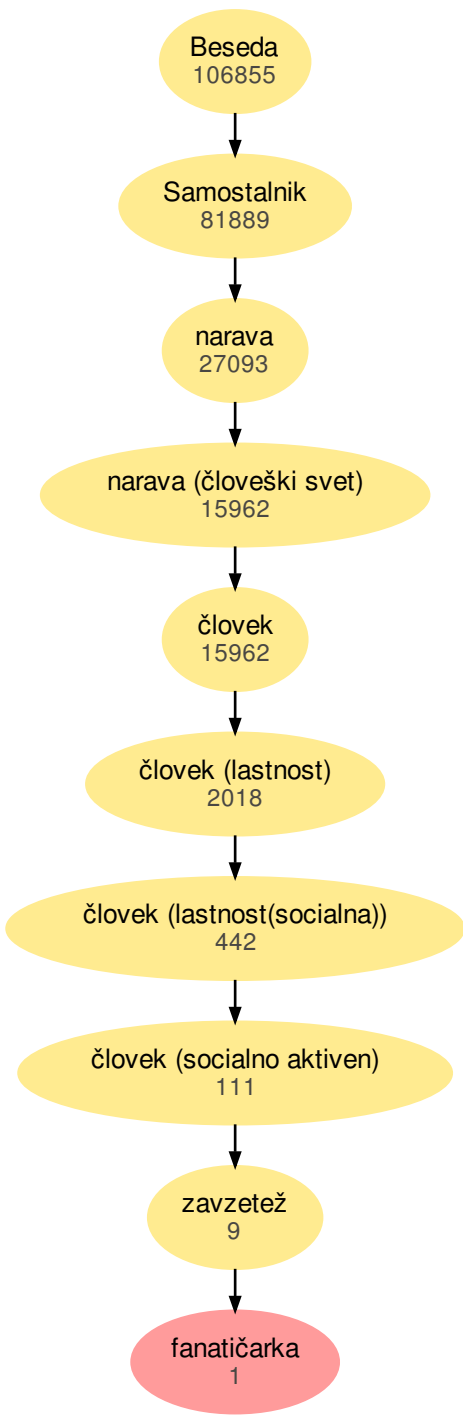 Beseda
106855
Samostalnik
81889
narava
27093
narava (človeški svet)
15962
človek
15962
človek (lastnost)
2018
človek (lastnost(socialna))
442
človek (socialno aktiven)
111
zavzetež
9
fanatičarka
1